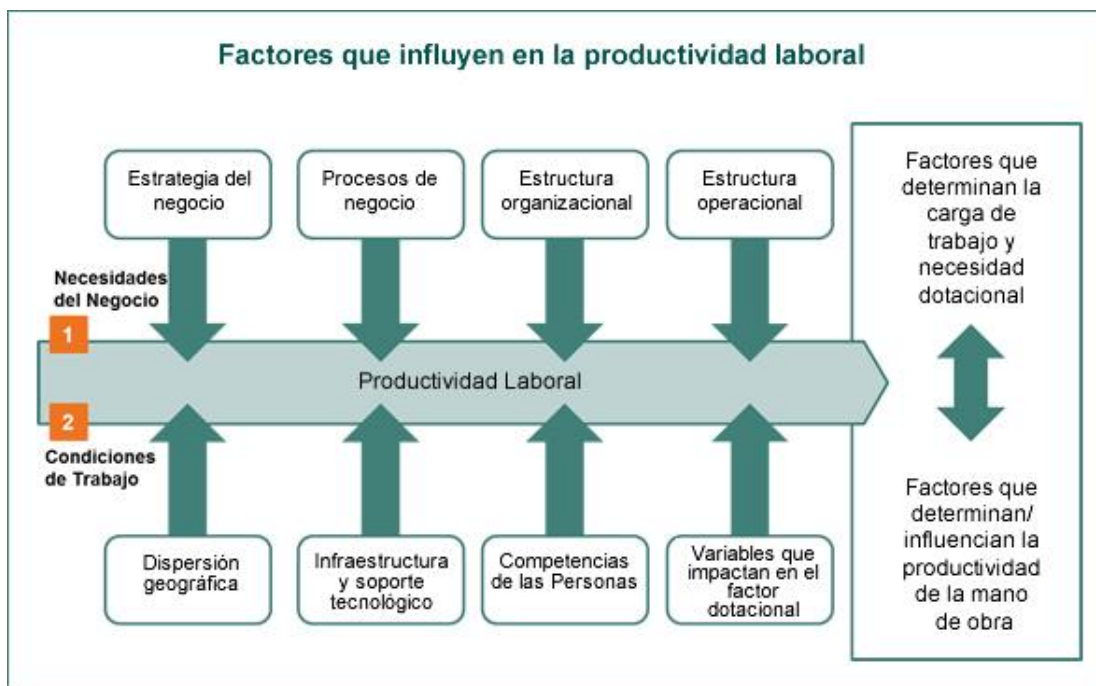 Factores que influyen en la productividad laboral
Estrategia del
negocio
Procesos de
negocio
Estructura
organizacional
Estructura
operacional
Factores que
determinan la
carga de
trabajo y
necesidad
dotacional
Necesidades
del Negocio
1
Productividad Laboral
2
Condiciones
de Trabajo
Dispersión
geográfica
Infraestructura
y soporte
tecnológico
Competencias
de las Personas
Variables que
impactan en el
factor
dotacional
Factores que
determinan/
influencian la
productividad
de la mano
de obra